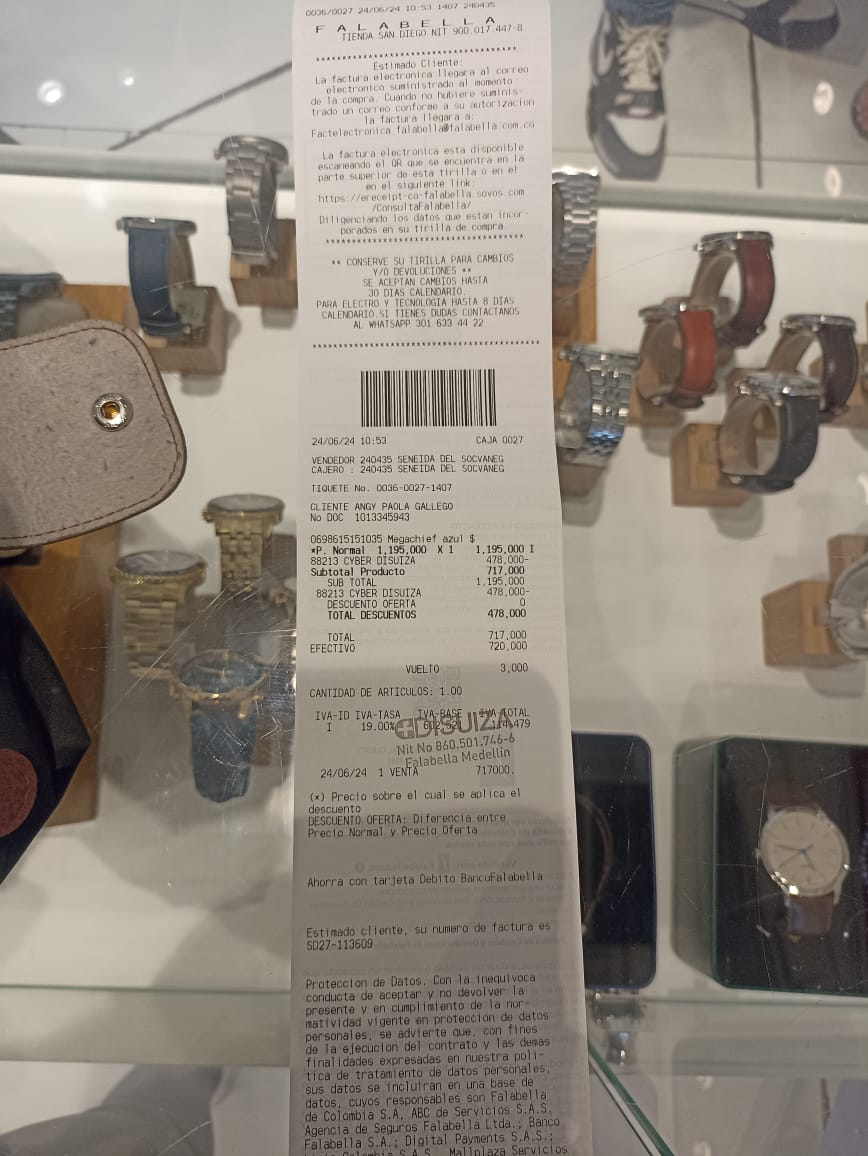 0036/0027 24/06/24 10:53 1407 240435
F A L A B E L L A
TIENDA SAN DIEGO NIT 900.017.447-8
****************************************
Estimado Cliente:
La factura electronica llegara al correo
electronico suministrado al momento
de la compra. Cuando no hubiere suminis-
trado un correo conforme a su autorizacion
la factura llegara a:
Factelectronica falabella@falabella.com.co
La factura electronica esta disponible
escaneando el QR que se encuentra en la
parte superior de esta tirilla o en el
en el siguiente link:
https://ereceipt-co-falabella.sovos.com
/ConsultaFalabella/
Diligenciando los datos que estan incor-
porados en su tirilla de compra.
****************************************
** CONSERVE SU TIRILLA PARA CAMBIOS
Y/O DEVOLUCIONES **
SE ACEPTAN CAMBIOS HASTA
30 DIAS CALENDARIO.
PARA ELECTRO Y TECNOLOGIA HASTA 8 DIAS
CALENDARIO.SI TIENES DUDAS CONTACTANOS
AL WHATSAPP 301 633 44 22
****************************************
24/06/24 10:53 CAJA 0027
VENDEDOR 240435 SENEIDA DEL SOCVANEG
CAJERO : 240435 SENEIDA DEL SOCVANEG
TIQUETE No. 0036-0027-1407
CLIENTE ANGY PAOLA GALLEGO
No DOC 1013345943
0698615151035 Megachief azul $
*P. Normal 1,195,000 X 1 1,195,000 I
88213 CYBER DISUIZA 478,000-
Subtotal Producto 717,000
SUB TOTAL 1,195,000
88213 CYBER DISUIZA 478,000-
DESCUENTO OFERTA 0
TOTAL DESCUENTOS 478,000
TOTAL 717,000
EFECTIVO 720,000
VUELTO 3,000
CANTIDAD DE ARTICULOS: 1.00
IVA-ID IVA-TASA IVA-BASE IVA-TOTAL
I 19.00% 602,521 114,479
DISUIZA
Nit No 860.501.746-6
Falabella Medellin
24/06/24 1 VENTA 717000.
(*) Precio sobre el cual se aplica el
descuento
DESCUENTO OFERTA: Diferencia entre
Precio Normal y Precio Oferta
Ahorra con tarjeta Debito BancoFalabella
Estimado cliente, su numero de factura es
SD27-113609
Proteccion de Datos. Con la inequivoca
conducta de aceptar y no devolver la
presente y en cumplimiento de la nor-
matividad vigente en proteccion de datos
personales, se advierte que, con fines
de la ejecucion del contrato y las demas
finalidades expresadas en nuestra poli-
tica de tratamiento de datos personales,
sus datos se incluiran en una base de
datos, cuyos responsables son Falabella
de Colombia S.A, ABC de Servicios S.A.S,
Agencia de Seguros Falabella Ltda.; Banco
Falabella S.A.; Digital Payments S.A.S.;
Colombia S.A.S. Mallplaza Servicios